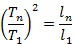 (Tₙ/T₁)² = lₙ/l₁